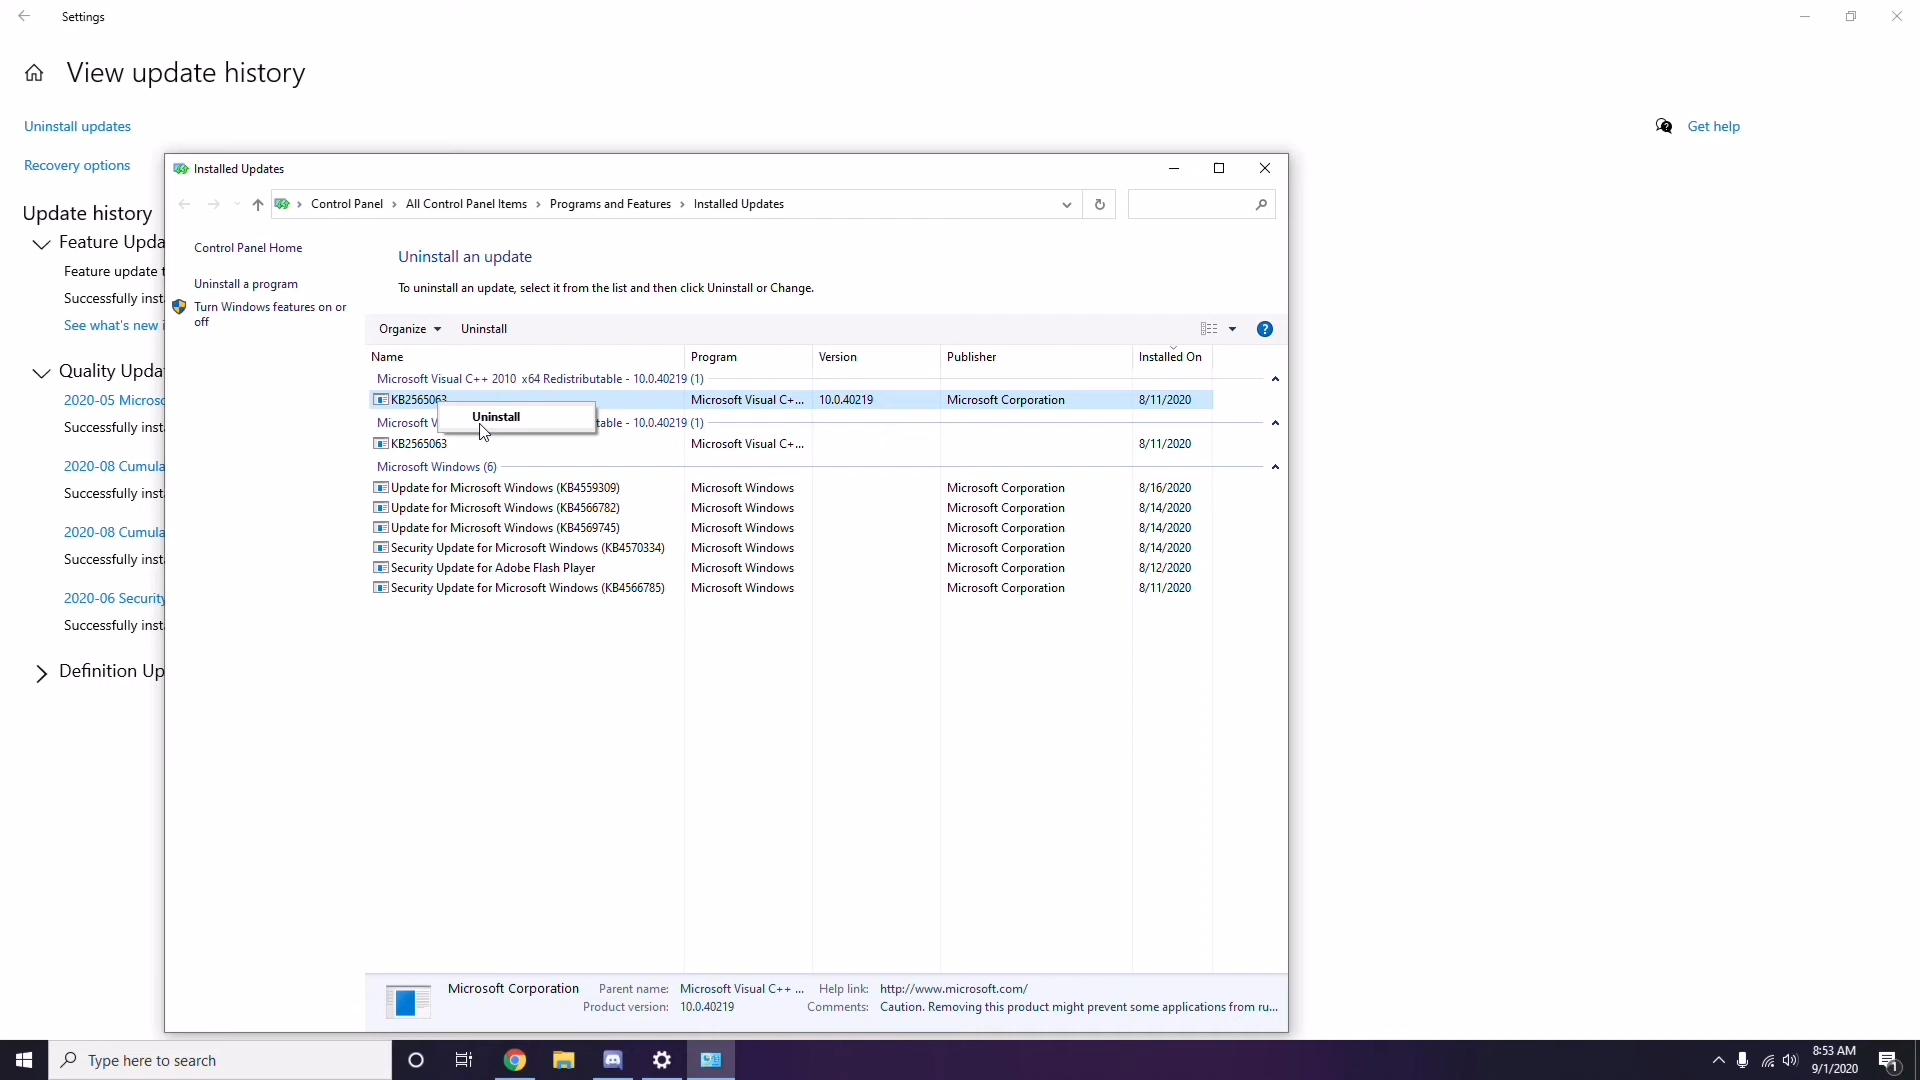 Settings
View update history
Uninstall updates
Get help
Recovery options
Update history
Feature Upda
Feature update t
Successfully inst
See what's new i
Quality Upda
2020-05 Microso
Successfully inst
2020-08 Cumula
Successfully inst
2020-08 Cumula
Successfully inst
2020-06 Security
Successfully inst
Definition Up
Installed Updates
Control Panel > All Control Panel Items > Programs and Features > Installed Updates
Control Panel Home
Uninstall a program
Turn Windows features on or
off
Uninstall an update
To uninstall an update, select it from the list and then click Uninstall or Change.
Organize Uninstall
Name Program Version Publisher Installed On
Microsoft Visual C++ 2010 x64 Redistributable - 10.0.40219 (1)
KB2565063 Microsoft Visual C+... 10.0.40219 Microsoft Corporation 8/11/2020
Uninstall
Microsoft V table - 10.0.40219 (1)
KB2565063 Microsoft Visual C+... 8/11/2020
Microsoft Windows (6)
Update for Microsoft Windows (KB4559309) Microsoft Windows Microsoft Corporation 8/16/2020
Update for Microsoft Windows (KB4566782) Microsoft Windows Microsoft Corporation 8/14/2020
Update for Microsoft Windows (KB4569745) Microsoft Windows Microsoft Corporation 8/14/2020
Security Update for Microsoft Windows (KB4570334) Microsoft Windows Microsoft Corporation 8/14/2020
Security Update for Adobe Flash Player Microsoft Windows Microsoft Corporation 8/12/2020
Security Update for Microsoft Windows (KB4566785) Microsoft Windows Microsoft Corporation 8/11/2020
Microsoft Corporation Parent name: Microsoft Visual C++ ... Help link: http://www.microsoft.com/
Product version: 10.0.40219 Comments: Caution. Removing this product might prevent some applications from ru...
Type here to search
8:53 AM
9/1/2020
1